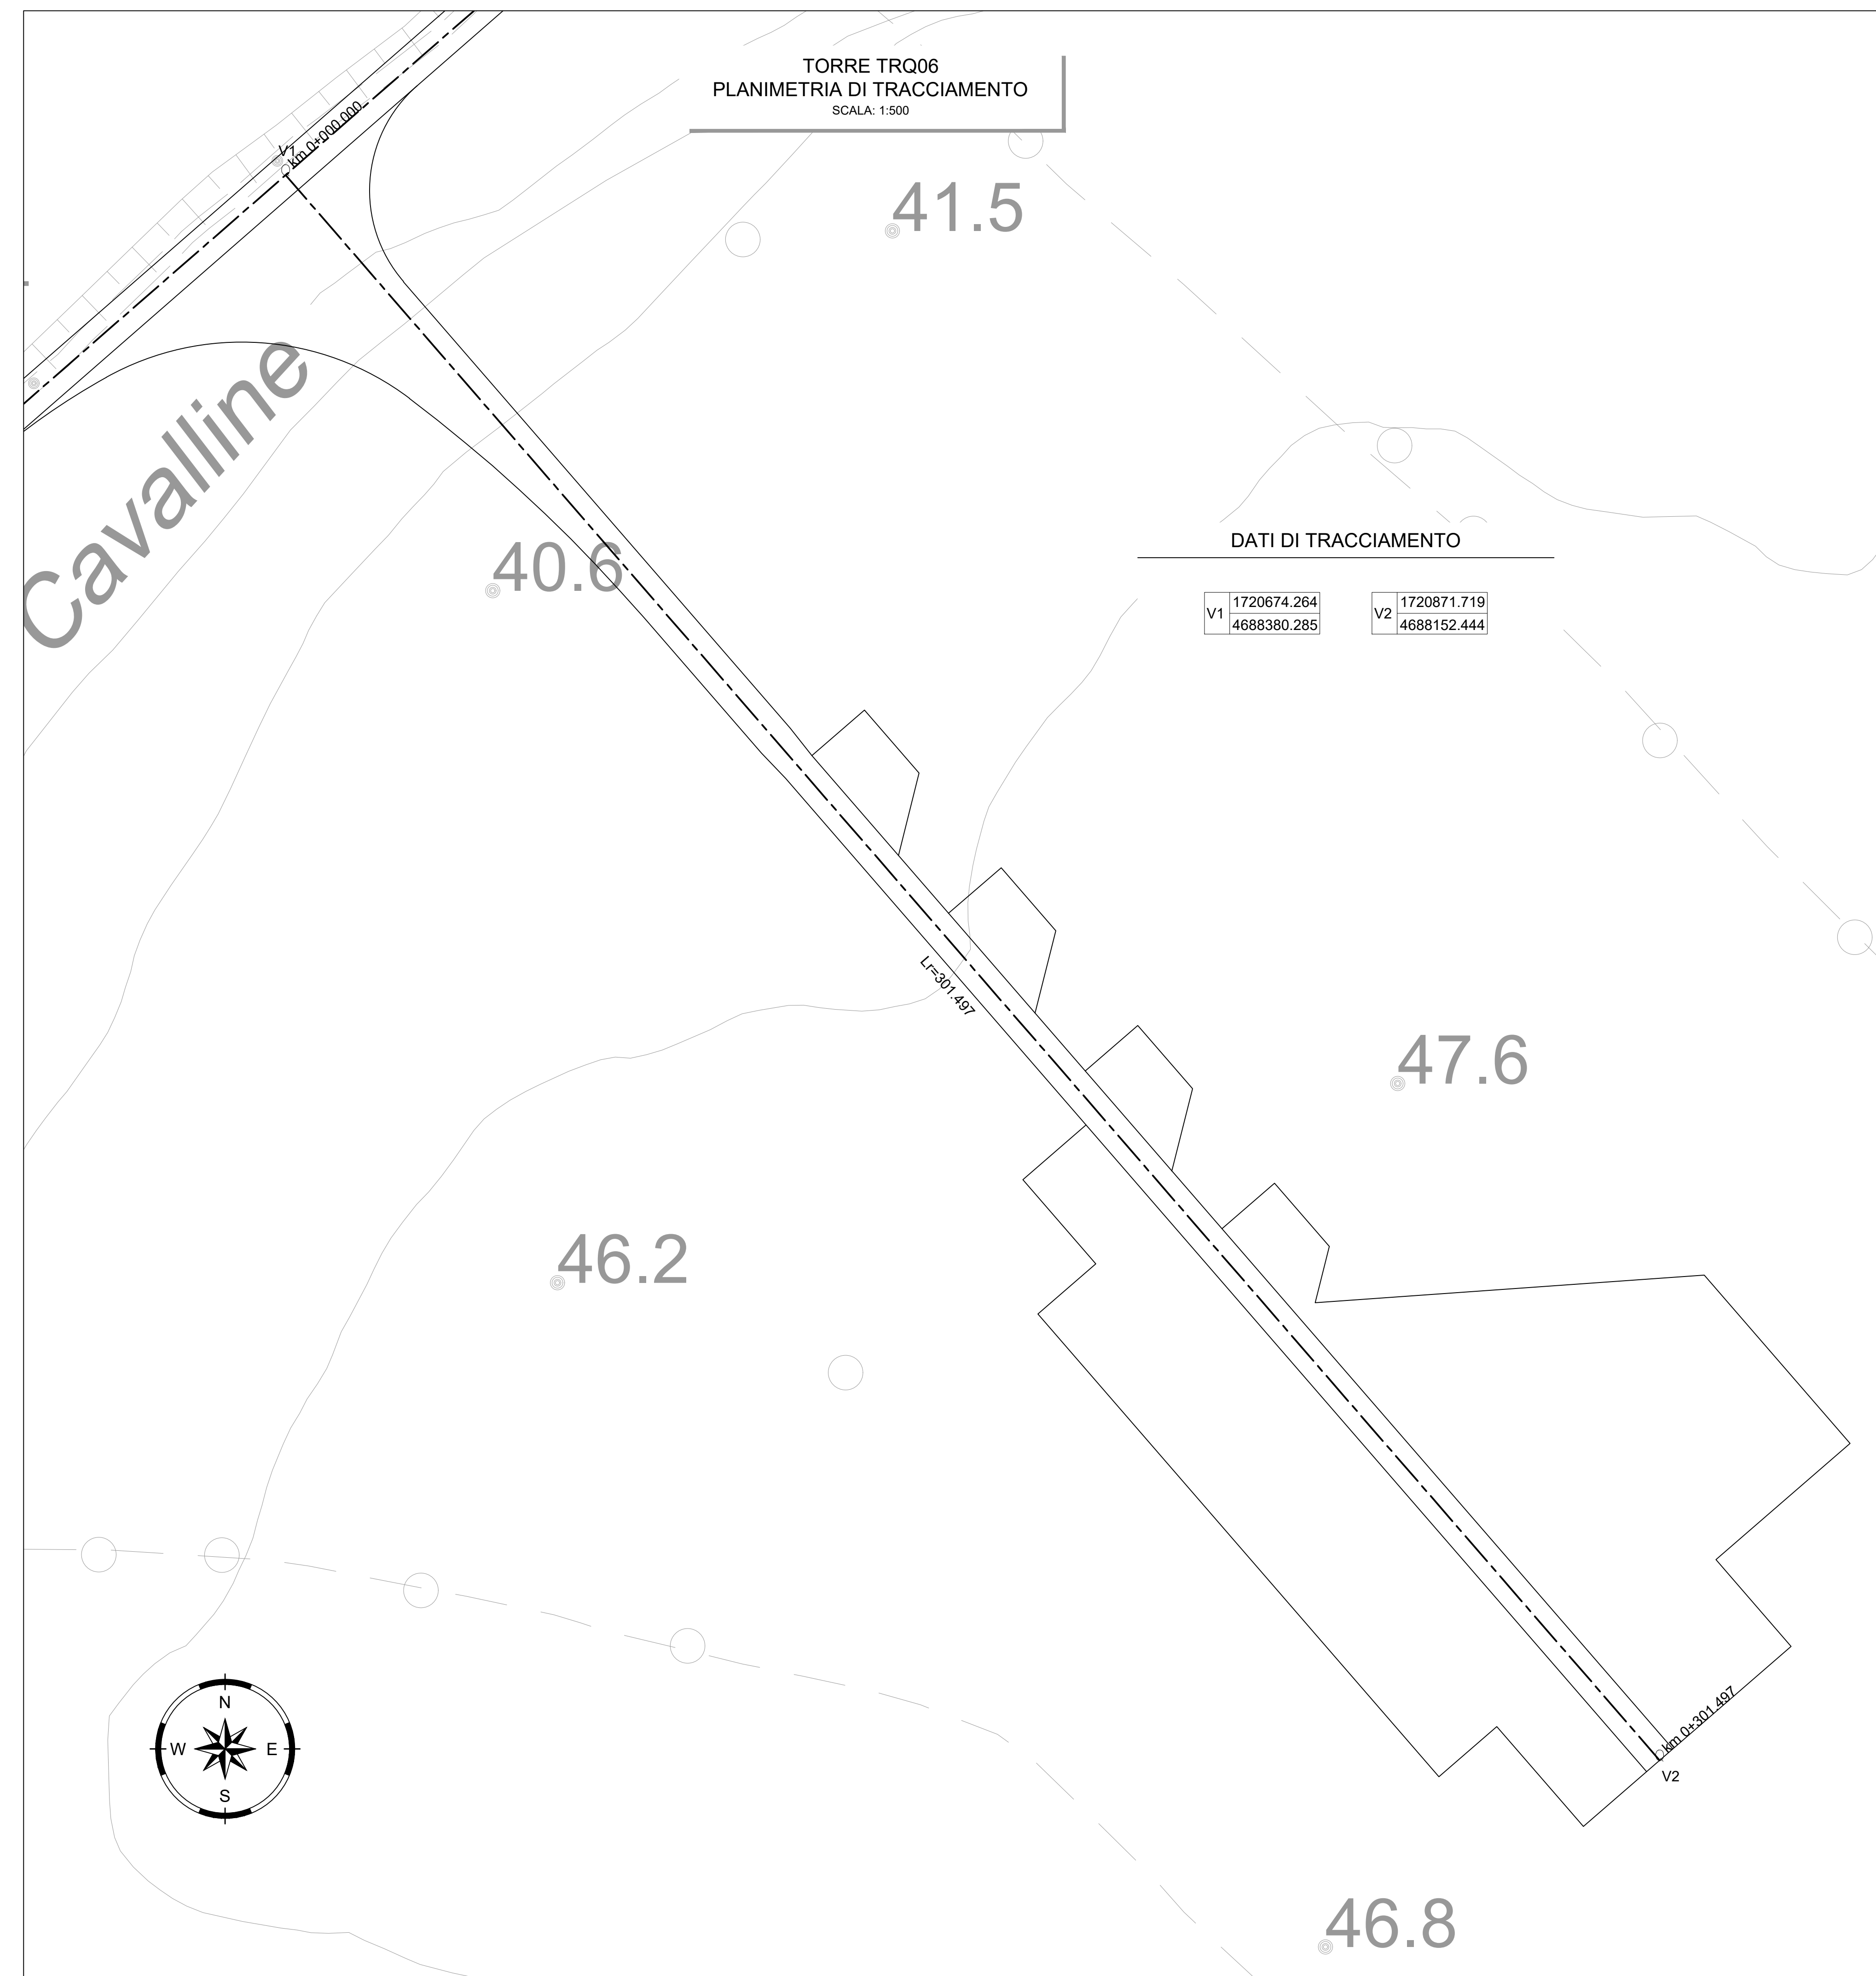 TORRE TRQ06
PLANIMETRIA DI TRACCIAMENTO
SCALA: 1:500
V1
km 0+000.000
41.5
Cavalline
40.6
DATI DI TRACCIAMENTO
V1
1720674.264
4688380.285
V2
1720871.719
4688152.444
Lr=301.497
47.6
46.2
N
W
E
S
km 0+301.497
V2
46.8